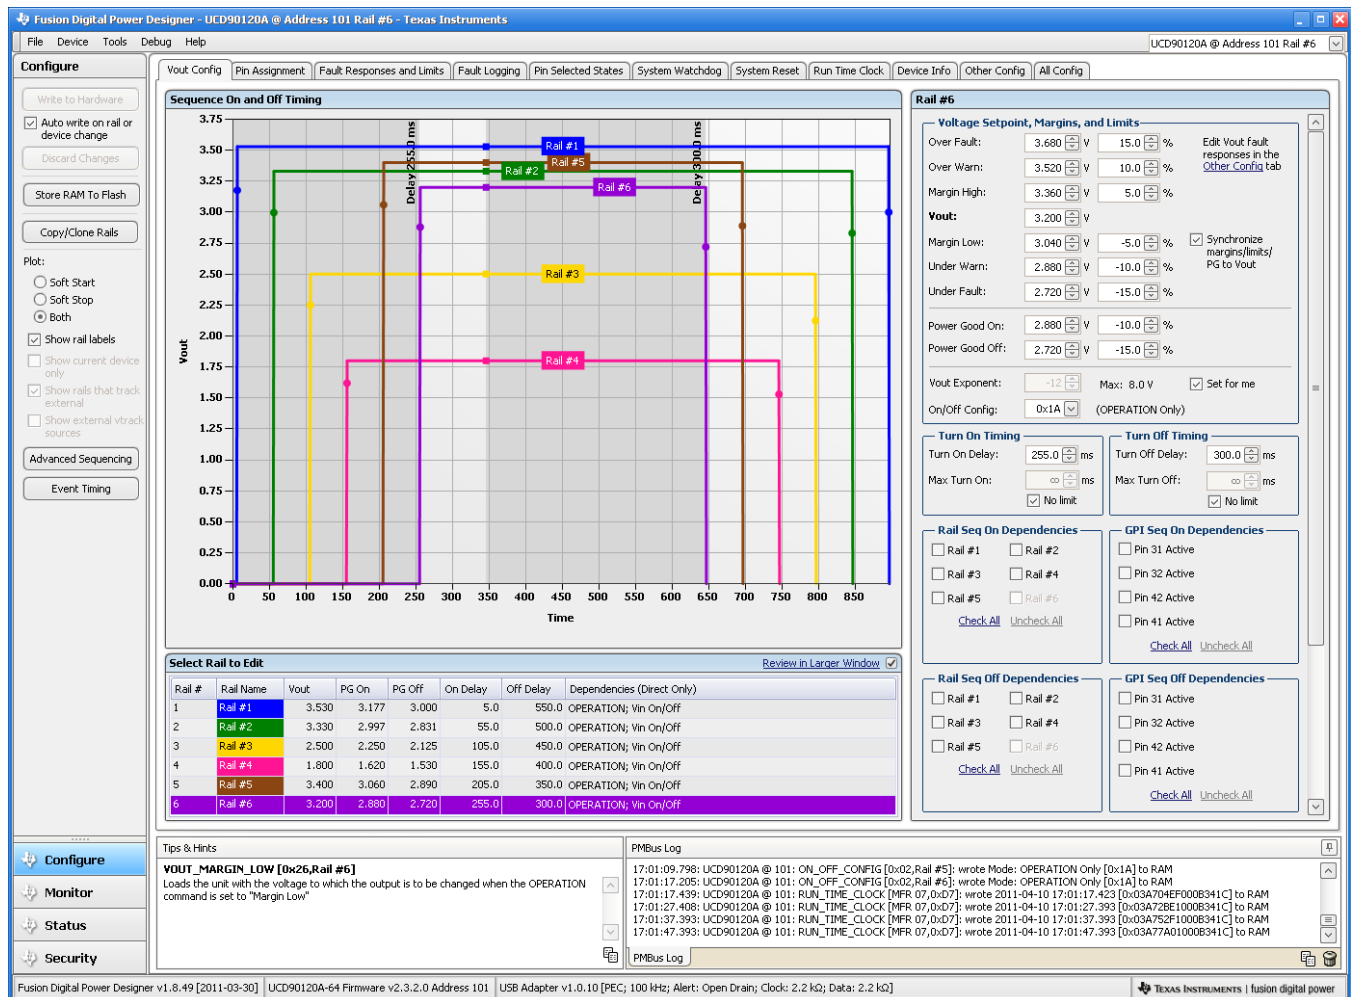 Fusion Digital Power Designer - UCD90120A @ Address 101 Rail #6 - Texas Instruments
File Device Tools Debug Help
UCD90120A @ Address 101 Rail #6
Configure
Write to Hardware
Auto write on rail or
device change
Discard Changes
Store RAM To Flash
Copy/Clone Rails
Plot:
Soft Start
Soft Stop
Both
Show rail labels
Show current device
only
Show rails that track
external
Show external vtrack
sources
Advanced Sequencing
Event Timing
Configure
Monitor
Status
Security
Vout Config Pin Assignment Fault Responses and Limits Fault Logging Pin Selected States System Watchdog System Reset Run Time Clock Device Info Other Config All Config
Sequence On and Off Timing
3.75
3.50
3.25
3.00
2.75
2.50
2.25
2.00
1.75
1.50
1.25
1.00
0.75
0.50
0.25
0.00
Vout
0 50 100 150 200 250 300 350 400 450 500 550 600 650 700 750 800 850
Time
Delay 255.0 ms
Delay 300.0 ms
Rail #1
Rail #5
Rail #2
Rail #6
Rail #3
Rail #4
Select Rail to Edit
Review in Larger Window
Rail # Rail Name Vout PG On PG Off On Delay Off Delay Dependencies (Direct Only)
1 Rail #1 3.530 3.177 3.000 5.0 550.0 OPERATION; Vin On/Off
2 Rail #2 3.330 2.997 2.831 55.0 500.0 OPERATION; Vin On/Off
3 Rail #3 2.500 2.250 2.125 105.0 450.0 OPERATION; Vin On/Off
4 Rail #4 1.800 1.620 1.530 155.0 400.0 OPERATION; Vin On/Off
5 Rail #5 3.400 3.060 2.890 205.0 350.0 OPERATION; Vin On/Off
6 Rail #6 3.200 2.880 2.720 255.0 300.0 OPERATION; Vin On/Off
Rail #6
Voltage Setpoint, Margins, and Limits
Over Fault: 3.680 V 15.0 %
Over Warn: 3.520 V 10.0 %
Margin High: 3.360 V 5.0 %
Vout: 3.200 V
Margin Low: 3.040 V -5.0 %
Under Warn: 2.880 V -10.0 %
Under Fault: 2.720 V -15.0 %
Edit Vout fault
responses in the
Other Config tab
Synchronize
margins/limits/
PG to Vout
Power Good On: 2.880 V -10.0 %
Power Good Off: 2.720 V -15.0 %
Vout Exponent: -12 Max: 8.0 V Set for me
On/Off Config: 0x1A (OPERATION Only)
Turn On Timing
Turn On Delay: 255.0 ms
Max Turn On: ∞ ms
No limit
Turn Off Timing
Turn Off Delay: 300.0 ms
Max Turn Off: ∞ ms
No limit
Rail Seq On Dependencies
Rail #1 Rail #2
Rail #3 Rail #4
Rail #5 Rail #6
Check All Uncheck All
GPI Seq On Dependencies
Pin 31 Active
Pin 32 Active
Pin 42 Active
Pin 41 Active
Check All Uncheck All
Rail Seq Off Dependencies
Rail #1 Rail #2
Rail #3 Rail #4
Rail #5 Rail #6
Check All Uncheck All
GPI Seq Off Dependencies
Pin 31 Active
Pin 32 Active
Pin 42 Active
Pin 41 Active
Check All Uncheck All
Tips & Hints
VOUT_MARGIN_LOW [0x26,Rail #6]
Loads the unit with the voltage to which the output is to be changed when the OPERATION
command is set to "Margin Low"
PMBus Log
17:01:09.798: UCD90120A @ 101: ON_OFF_CONFIG [0x02,Rail #5]: wrote Mode: OPERATION Only [0x1A] to RAM
17:01:17.205: UCD90120A @ 101: ON_OFF_CONFIG [0x02,Rail #6]: wrote Mode: OPERATION Only [0x1A] to RAM
17:01:17.439: UCD90120A @ 101: RUN_TIME_CLOCK [MFR 07,0xD7]: wrote 2011-04-10 17:01:17.423 [0x03A704EF000B341C] to RAM
17:01:27.408: UCD90120A @ 101: RUN_TIME_CLOCK [MFR 07,0xD7]: wrote 2011-04-10 17:01:27.393 [0x03A72BE1000B341C] to RAM
17:01:37.393: UCD90120A @ 101: RUN_TIME_CLOCK [MFR 07,0xD7]: wrote 2011-04-10 17:01:37.393 [0x03A752F1000B341C] to RAM
17:01:47.393: UCD90120A @ 101: RUN_TIME_CLOCK [MFR 07,0xD7]: wrote 2011-04-10 17:01:47.393 [0x03A77A01000B341C] to RAM
PMBus Log
Fusion Digital Power Designer v1.8.49 [2011-03-30] UCD90120A-64 Firmware v2.3.2.0 Address 101 USB Adapter v1.0.10 [PEC; 100 kHz; Alert: Open Drain; Clock: 2.2 kΩ; Data: 2.2 kΩ] TEXAS INSTRUMENTS | fusion digital power